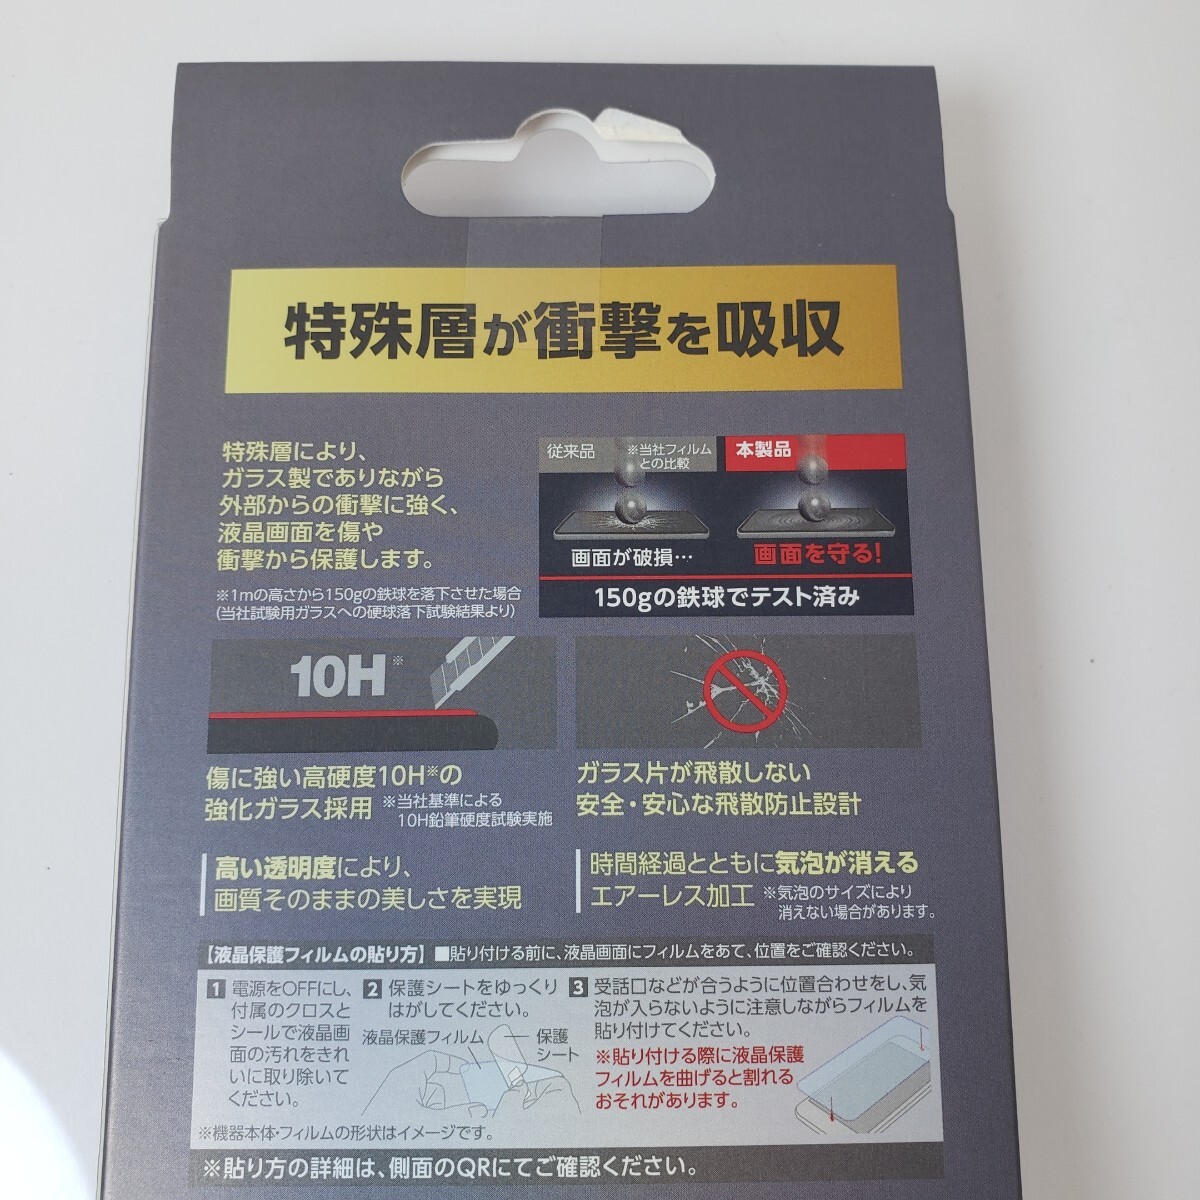 特殊層が衝撃を吸収
特殊層により、
ガラス製でありながら
外部からの衝撃に強く、
液晶画面を傷や
衝撃から保護します。
※1mの高さから150gの鉄球を落下させた場合
(当社試験用ガラスへの硬球落下試験結果より)
従来品
※当社フィルム
との比較
本製品
画面が破損…
画面を守る!
150gの鉄球でテスト済み
10H※
傷に強い高硬度10H※の
強化ガラス採用
※当社基準による
10H鉛筆硬度試験実施
ガラス片が飛散しない
安全・安心な飛散防止設計
高い透明度により、
画質そのままの美しさを実現
時間経過とともに気泡が消える
エアーレス加工
※気泡のサイズにより
消えない場合があります。
【液晶保護フィルムの貼り方】■貼り付ける前に、液晶画面にフィルムをあて、位置をご確認ください。
1 電源をOFFにし、
付属のクロスと
シールで液晶画
面の汚れをきれ
いに取り除いて
ください。
2 保護シートをゆっくり
はがしてください。
液晶保護フィルム
保護
シート
3 受話口などが合うように位置合わせをし、気
泡が入らないように注意しながらフィルムを
貼り付けてください。
※貼り付ける際に液晶保護
フィルムを曲げると割れる
おそれがあります。
※機器本体・フィルムの形状はイメージです。
※貼り方の詳細は、側面のQRにてご確認ください。